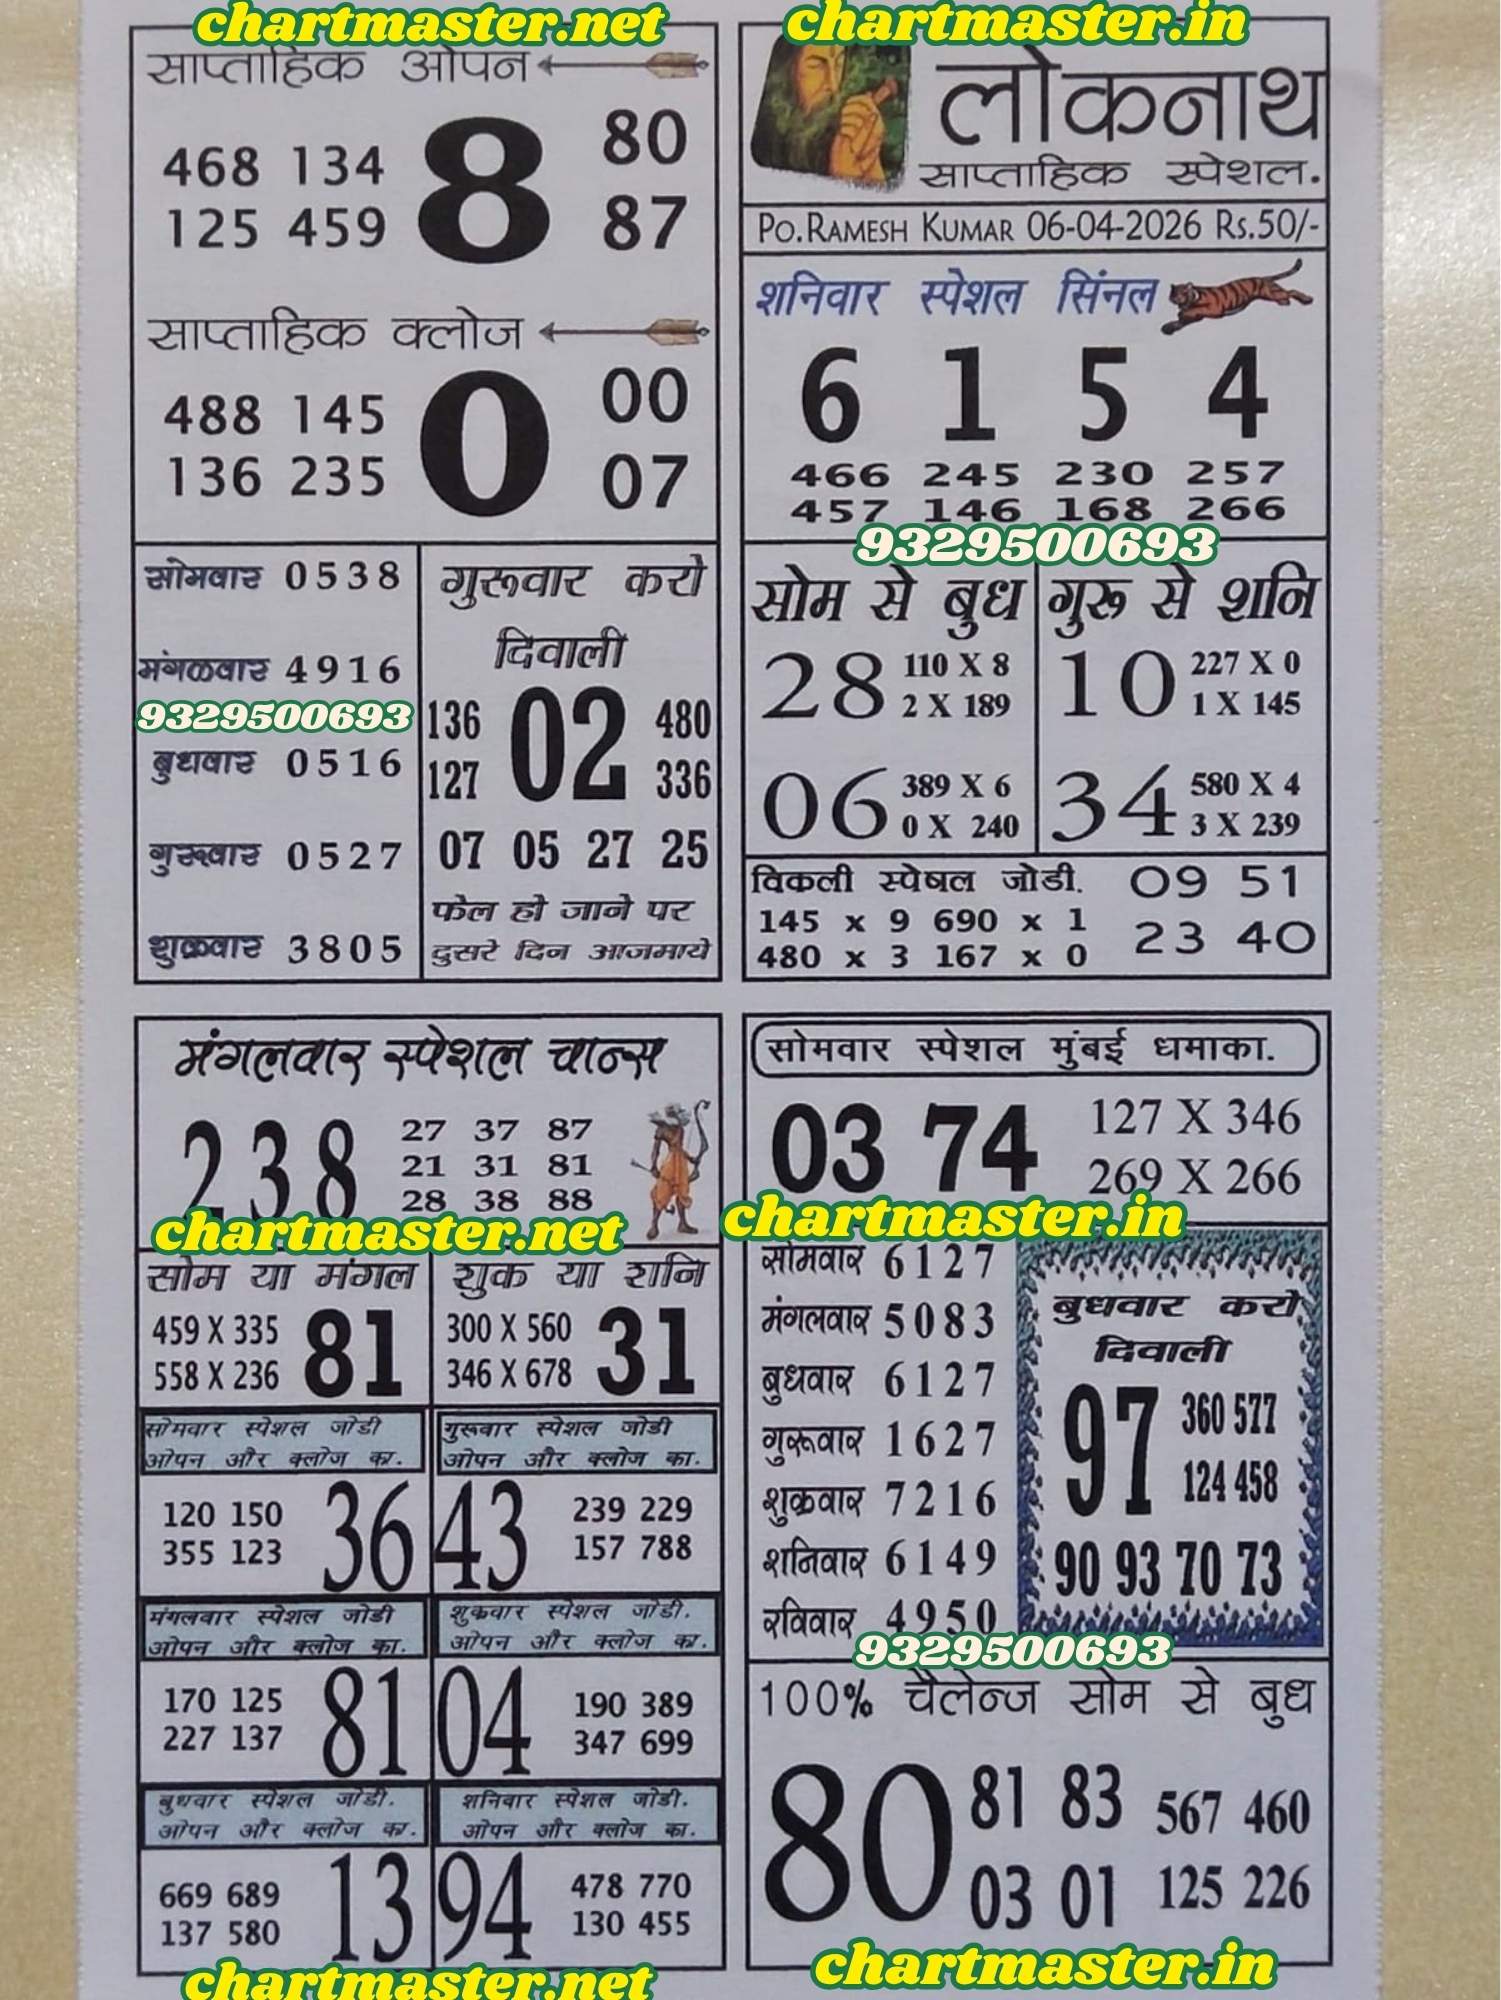 chartmaster.net
साप्ताहिक ओपन
468 134
125 459
8
80
87
साप्ताहिक क्लोज
488 145
136 235
0
00
07
सोमवार 0538
मंगळवार 4916
9329500693
बुधवार 0516
गुरूवार 0527
शुक्रवार 3805
गुरूवार करो
दिवाली
136 02 480
127 336
07 05 27 25
फेल हो जाने पर
दुसरे दिन आजमाये
chartmaster.in
लोकनाथ
साप्ताहिक स्पेशल.
Po.Ramesh Kumar 06-04-2026 Rs.50/-
शनिवार स्पेशल सिंनल
6 1 5 4
466 245 230 257
457 146 168 266
9329500693
सोम से बुध
28 110 X 8
2 X 189
06 389 X 6
0 X 240
गुरू से शनि
10 227 X 0
1 X 145
34 580 X 4
3 X 239
विकली स्पेषल जोडी. 09 51
145 x 9 690 x 1
480 x 3 167 x 0
23 40
मंगलवार स्पेशल चान्स
238
27 37 87
21 31 81
28 38 88
chartmaster.net
सोम या मंगल
459 X 335
558 X 236
81
शुक या शनि
300 X 560
346 X 678
31
सोमवार स्पेशल जोडी
ओपन और क्लोज का.
120 150
355 123
36
गुरूवार स्पेशल जोडी
ओपन और क्लोज का.
43
239 229
157 788
मंगलवार स्पेशल जोडी
ओपन और क्लोज का.
170 125
227 137
81
शुकवार स्पेशल जोडी.
ओपन और क्लोज का.
04
190 389
347 699
बुधवार स्पेशल जोडी.
ओपन और क्लोज का.
669 689
137 580
13
शनिवार स्पेशल जोडी.
ओपन और क्लोज का.
94
478 770
130 455
chartmaster.net
सोमवार स्पेशल मुंबई धमाका.
03 74
127 X 346
269 X 266
chartmaster.in
सोमवार 6127
मंगलवार 5083
बुधवार 6127
गुरूवार 1627
शुक्रवार 7216
शनिवार 6149
रविवार 4950
बुधवार करो
दिवाली
97 360 577
124 458
90 93 70 73
9329500693
100% चैलेन्ज सोम से बुध
80
81 83
03 01
567 460
125 226
chartmaster.in